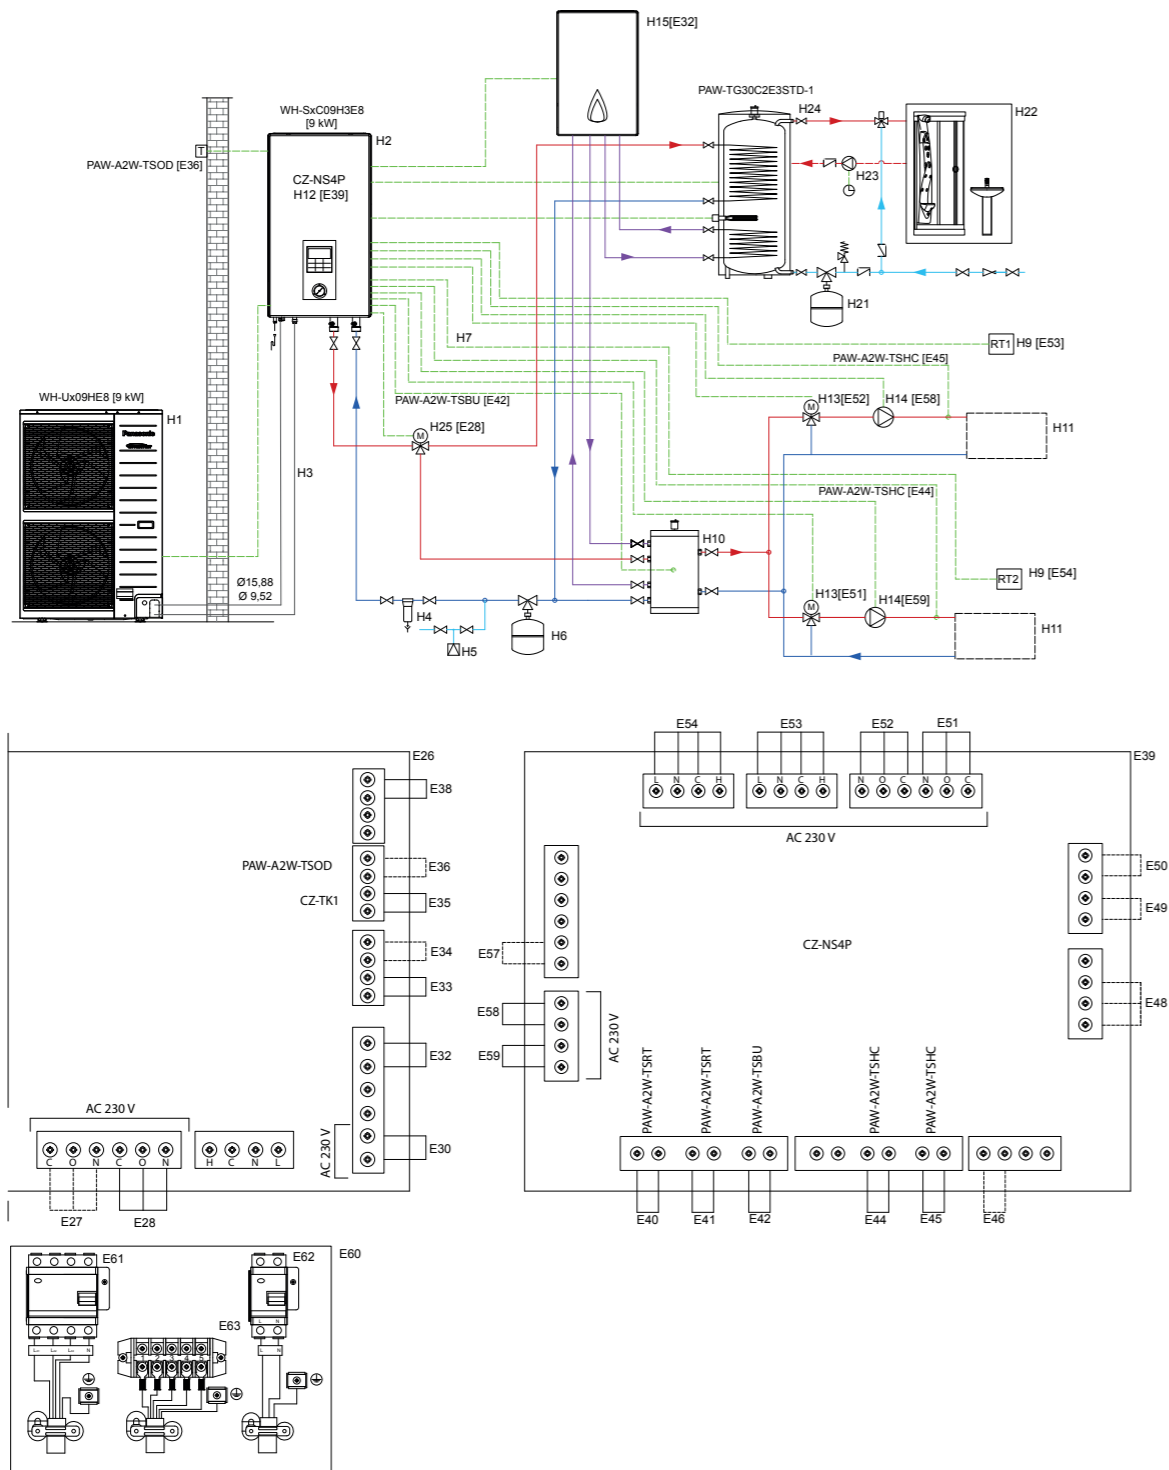 H15[E32]
PAW-TG30C2E3STD-1
H24
H22
WH-SxC09H3E8
[9 kW]
H2
T
PAW-A2W-TSOD [E36]
CZ-NS4P
H12 [E39]
H23
H21
H7
RT1 H9 [E53]
PAW-A2W-TSHC [E45]
WH-Ux09HE8 [9 kW]
H1
Panasonic
PAW-A2W-TSBU [E42]
M
H13[E52]
H14 [E58]
H11
M
H25 [E28]
H3
PAW-A2W-TSHC [E44]
H10
RT2
H9 [E54]
Ø15,88
Ø 9,52
M
H13[E51]
H14[E59]
H4
H6
H5
H11
E54
E53
E52
E51
E26
E39
L N C H
L N C H
N O C N O C
AC 230 V
E38
PAW-A2W-TSOD
E36
CZ-TK1
E35
E34
E33
E32
E30
AC 230 V
E50
E49
CZ-NS4P
E57
E48
E58
E59
AC 230 V
AC 230 V
C O N C O N
H C N L
E27
E28
PAW-A2W-TSRT
PAW-A2W-TSRT
PAW-A2W-TSBU
PAW-A2W-TSHC
PAW-A2W-TSHC
E40
E41
E42
E44
E45
E46
E61
E62
E60
E63
L N
1 2 3 4 5
N
L N